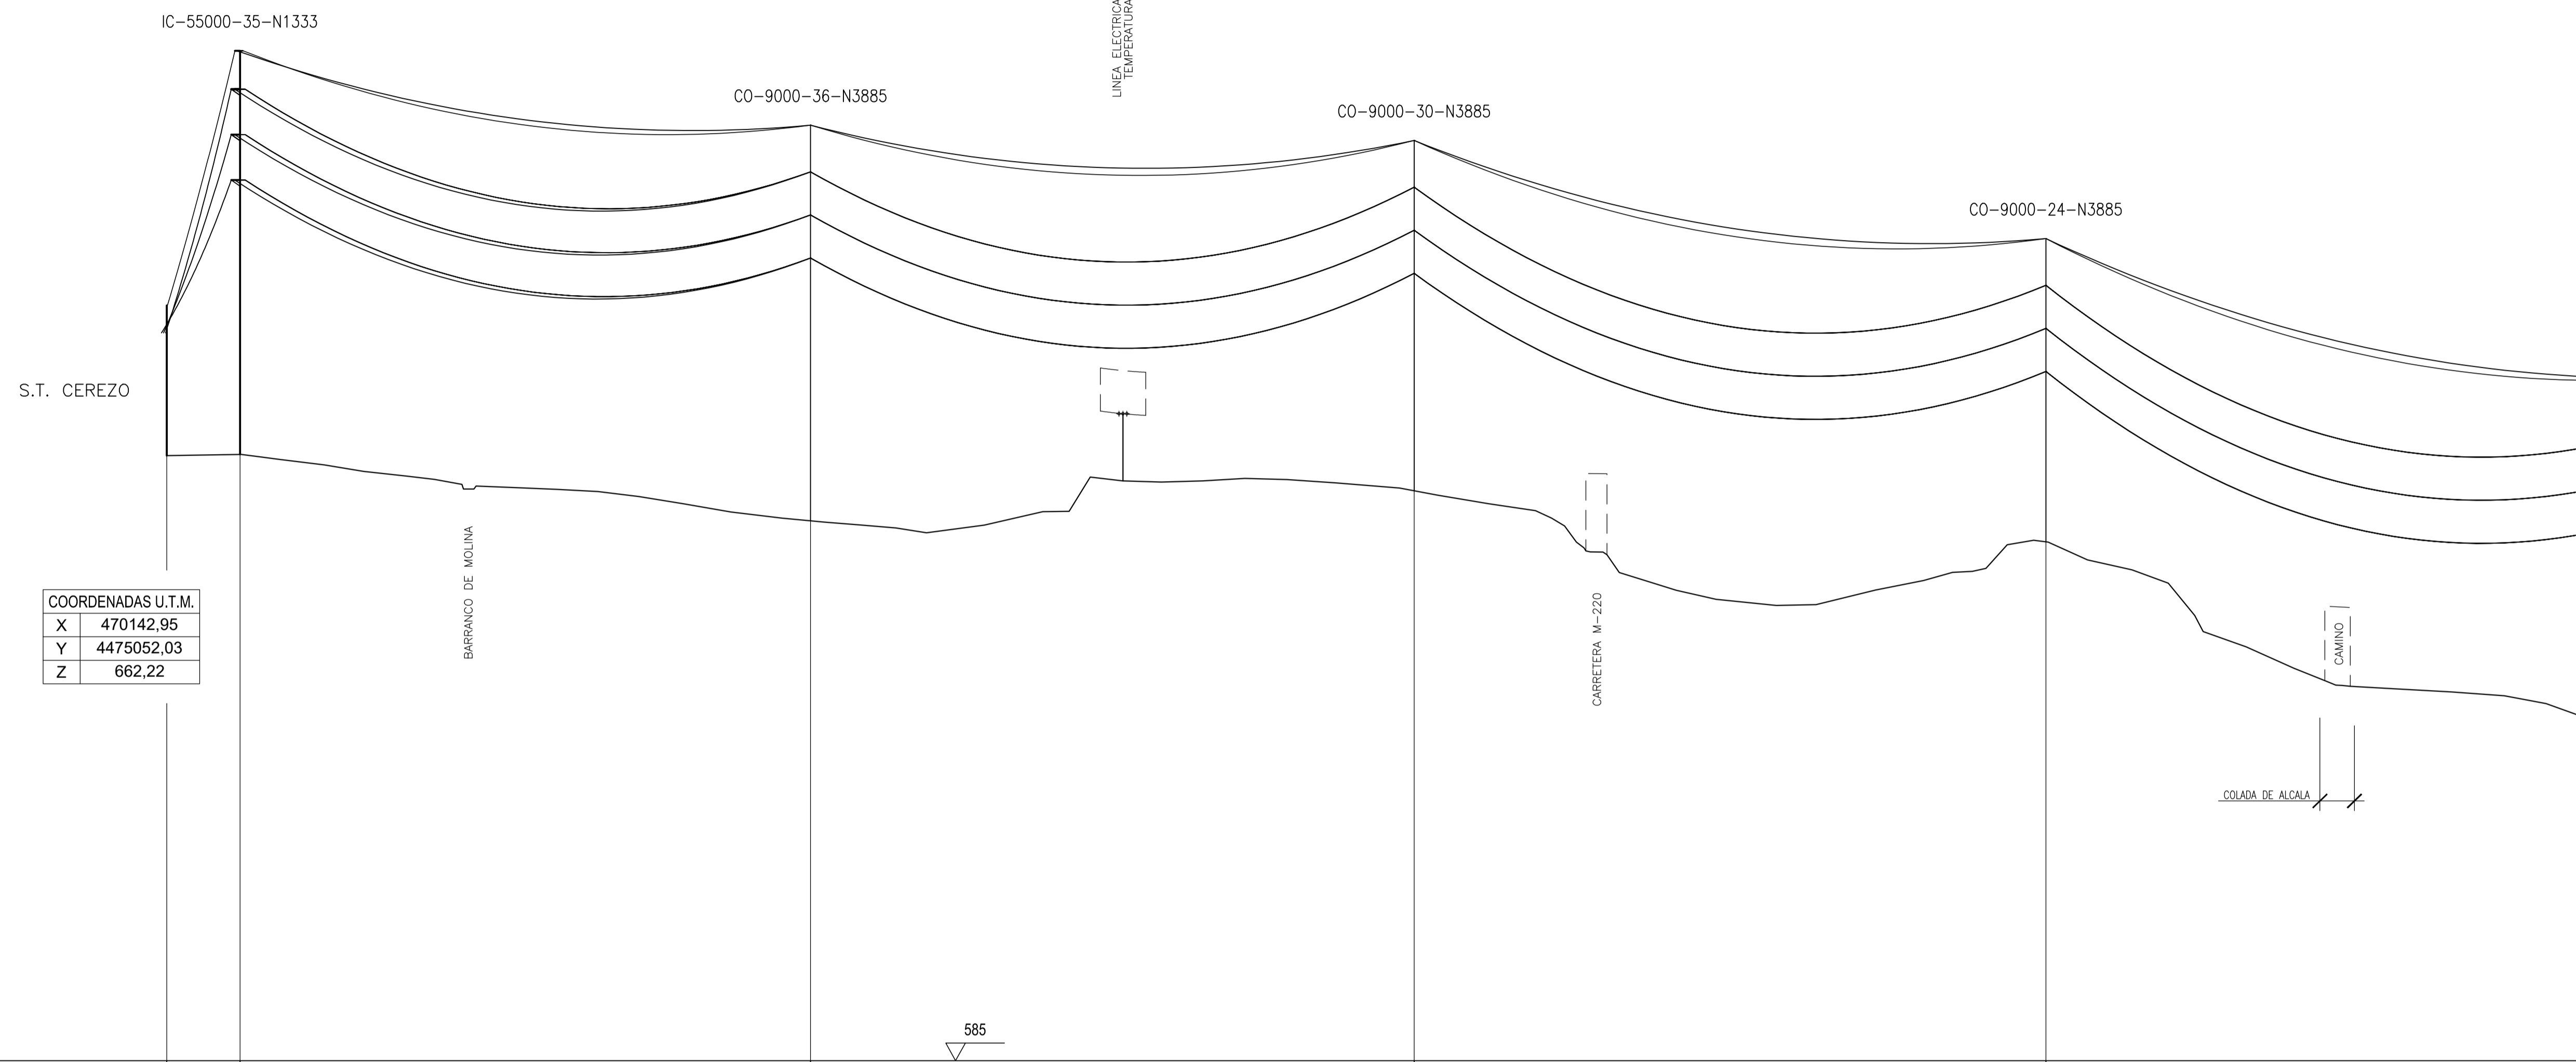 IC-55000-35-N1333
LINEA ELECTRICA
TEMPERATURA
CO-9000-36-N3885
CO-9000-30-N3885
CO-9000-24-N3885
S.T. CEREZO
COORDENADAS U.T.M.
X 470142,95
Y 4475052,03
Z 662,22
BARRANCO DE MOLINA
CARRETERA M-220
CAMINO
COLADA DE ALCALA
585